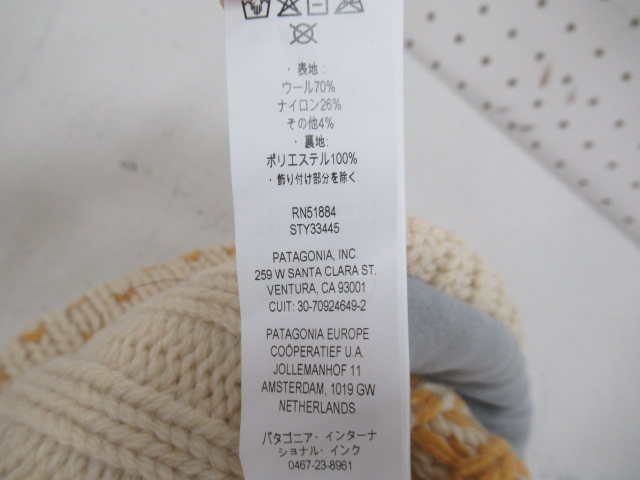 ・表地:
ウール70%
ナイロン26%
その他4%
・裏地:
ポリエステル100%
・飾り付け部分を除く
RN51884
STY33445
PATAGONIA, INC.
259 W SANTA CLARA ST.
VENTURA, CA 93001
CUIT: 30-70924649-2
PATAGONIA EUROPE
COÖPERATIEF U.A.
JOLLEMANHOF 11
AMSTERDAM, 1019 GW
NETHERLANDS
パタゴニア・インターナ
ショナル・インク
0467-23-8961